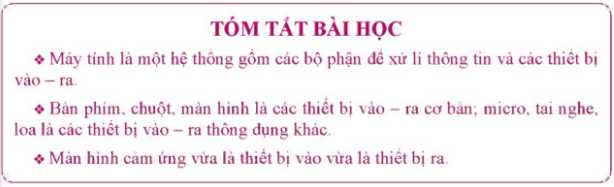 TÓM TẮT BÀI HỌC
❖ Máy tính là một hệ thống gồm các bộ phận để xử lí thông tin và các thiết bị
vào – ra.
❖ Bàn phím, chuột, màn hình là các thiết bị vào – ra cơ bản; micro, tai nghe,
loa là các thiết bị vào – ra thông dụng khác.
❖ Màn hình cảm ứng vừa là thiết bị vào vừa là thiết bị ra.